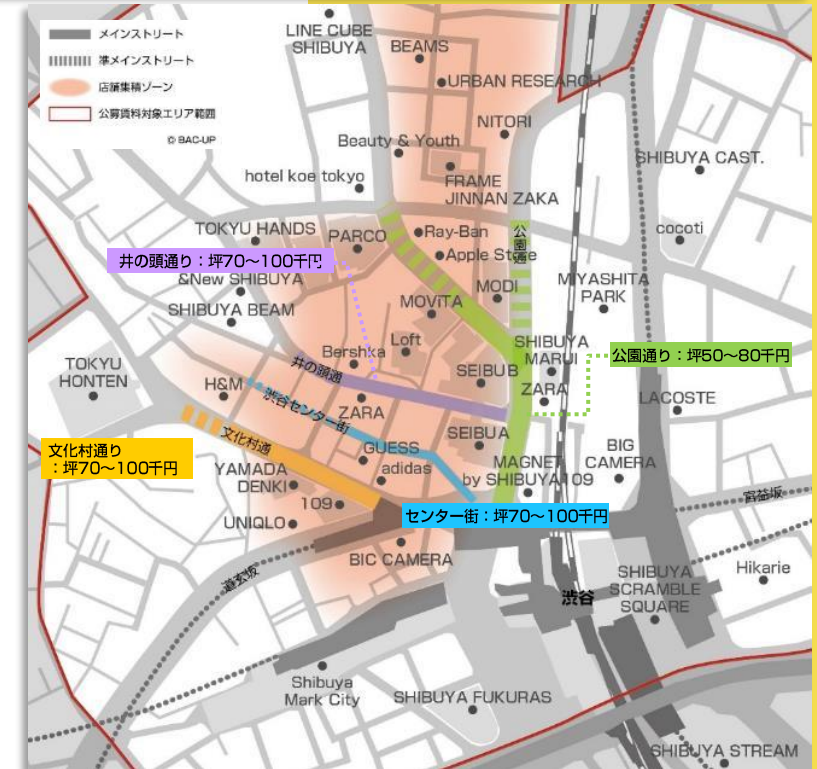 メインストリート
準メインストリート
店舗集積ゾーン
公募賃料対象エリア範囲
© BAC-UP
LINE CUBE
SHIBUYA
BEAMS
URBAN RESEARCH
NITORI
Beauty & Youth
SHIBUYA CAST.
hotel koe tokyo
FRAME
JINNAN ZAKA
TOKYU HANDS
PARCO
Ray-Ban
Apple Store
公園通
cocoti
井の頭通り：坪70～100千円
&New SHIBUYA
SHIBUYA BEAM
MOVITA
MODI
MIYASHITA
PARK
Loft
Bershka
井の頭通
SHIBUYA
MARUI
公園通り：坪50～80千円
TOKYU
HONTEN
H&M
渋谷センター街
ZARA
SEIBUB
ZARA
LACOSTE
文化村通り
：坪70～100千円
文化村通
GUESS
SEIBUA
adidas
YAMADA
DENKI
MAGNET
by SHIBUYA109
BIG
CAMERA
109
UNIQLO
センター街：坪70～100千円
宮益坂
BIC CAMERA
道玄坂
渋谷
SHIBUYA
SCRAMBLE
SQUARE
Hikarie
Shibuya
Mark City
SHIBUYA FUKURAS
SHIBUYA STREAM